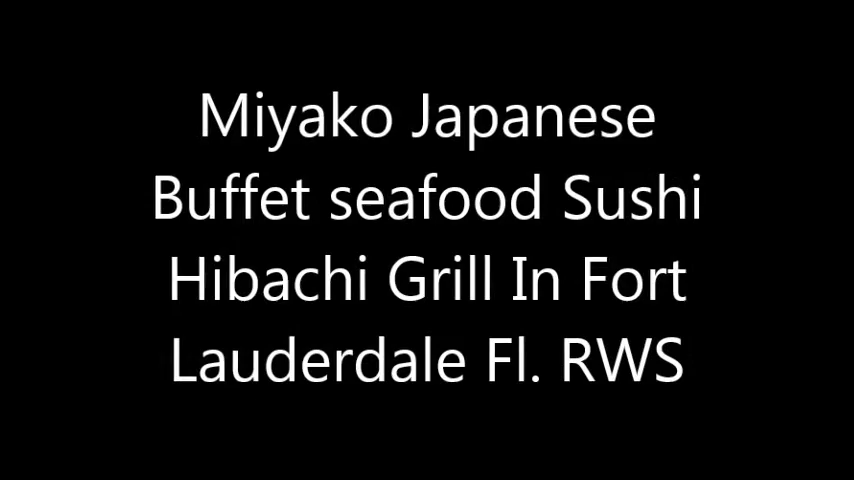 Miyako Japanese
Buffet seafood Sushi
Hibachi Grill In Fort
Lauderdale Fl. RWS